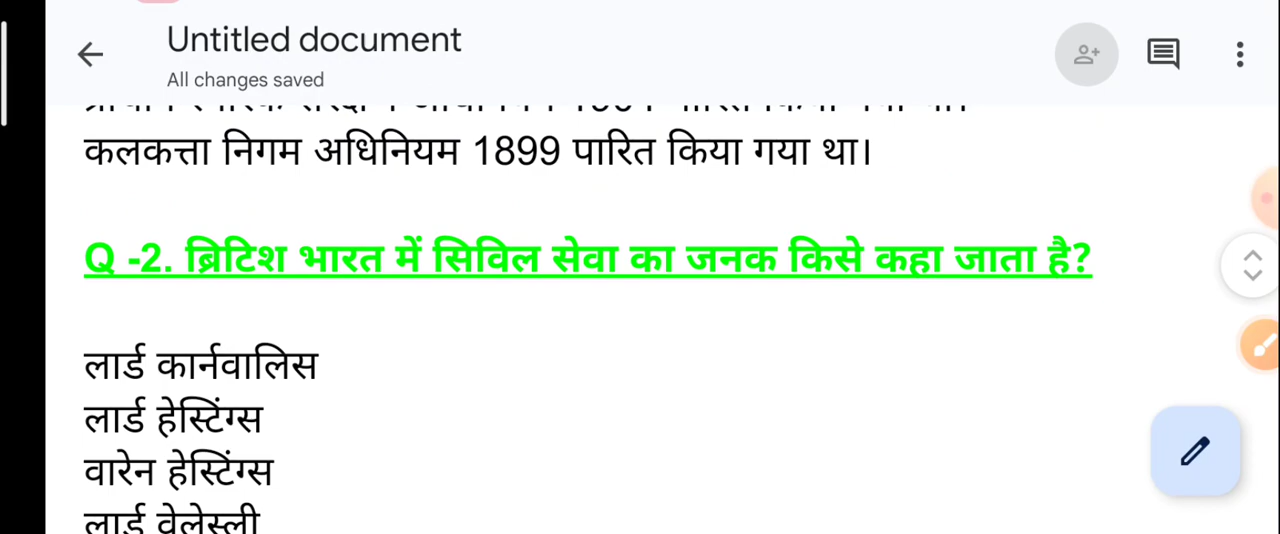 Untitled document
All changes saved
कलकत्ता निगम अधिनियम 1899 पारित किया गया था।
Q -2. ब्रिटिश भारत में सिविल सेवा का जनक किसे कहा जाता है?
लार्ड कार्नवालिस
लार्ड हेस्टिंग्स
वारेन हेस्टिंग्स
लार्ड वेलेस्ली